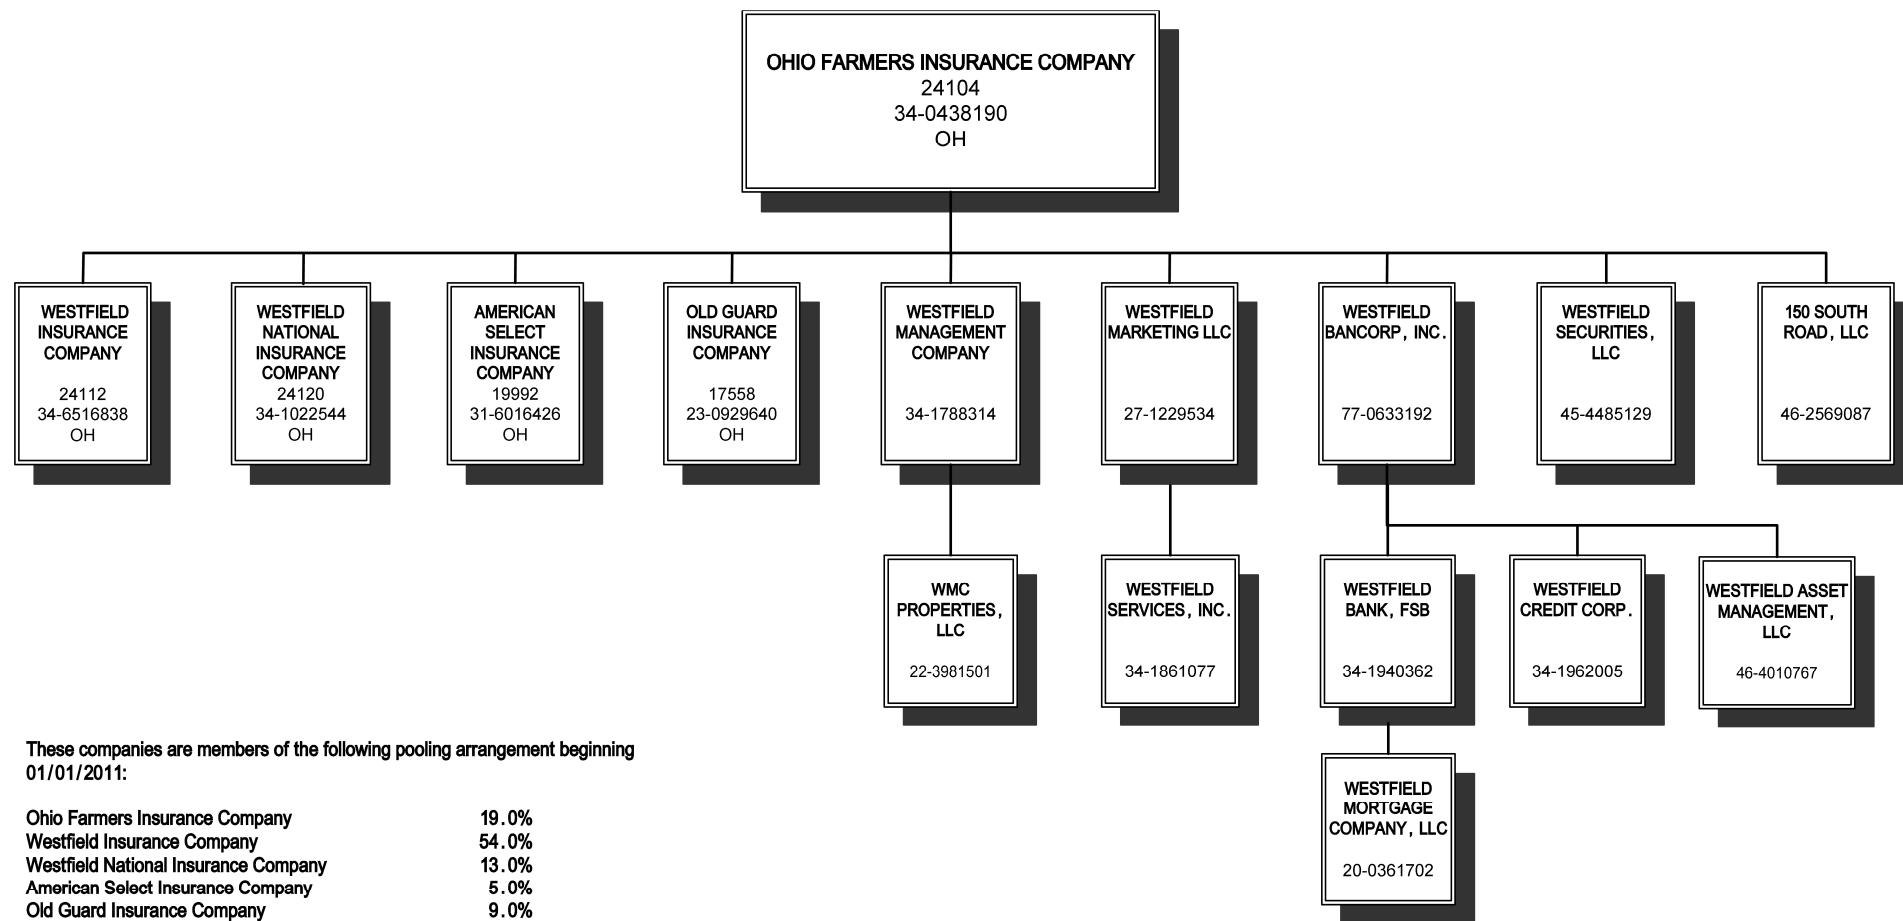 OHIO FARMERS INSURANCE COMPANY
24104
34-0438190
OH
WESTFIELD
INSURANCE
COMPANY
24112
34-6516838
OH
WESTFIELD
NATIONAL
INSURANCE
COMPANY
24120
34-1022544
OH
AMERICAN
SELECT
INSURANCE
COMPANY
19992
31-6016426
OH
OLD GUARD
INSURANCE
COMPANY
17558
23-0929640
OH
WESTFIELD
MANAGEMENT
COMPANY
34-1788314
WESTFIELD
MARKETING LLC
27-1229534
WESTFIELD
BANCORP, INC.
77-0633192
WESTFIELD
SECURITIES,
LLC
45-4485129
150 SOUTH
ROAD, LLC
46-2569087
WMC
PROPERTIES,
LLC
22-3981501
WESTFIELD
SERVICES, INC.
34-1861077
WESTFIELD
BANK, FSB
34-1940362
WESTFIELD
CREDIT CORP.
34-1962005
WESTFIELD ASSET
MANAGEMENT,
LLC
46-4010767
WESTFIELD
MORTGAGE
COMPANY, LLC
20-0361702
These companies are members of the following pooling arrangement beginning
01/01/2011:
Ohio Farmers Insurance Company 19.0%
Westfield Insurance Company 54.0%
Westfield National Insurance Company 13.0%
American Select Insurance Company 5.0%
Old Guard Insurance Company 9.0%